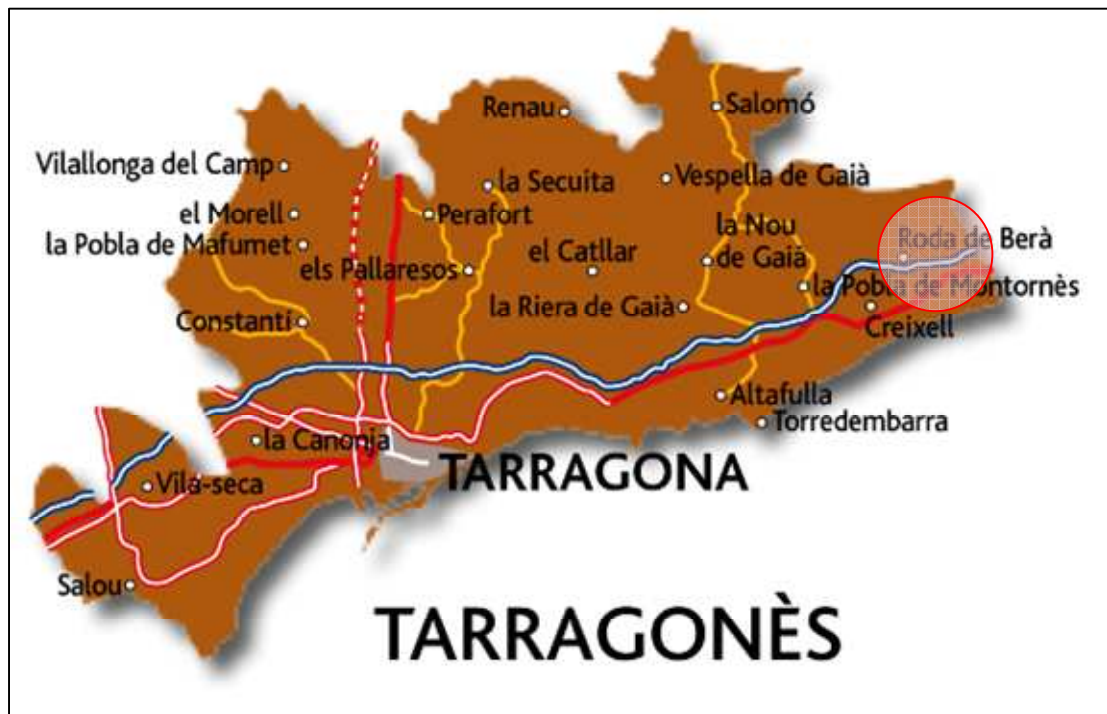 Renau
Salomó
Vilallonga del Camp
la Secuita
Vespella de Gaià
el Morell
Perafort
la Nou
de Gaià
la Pobla de Mafumet
els Pallaresos
el Catllar
Roda de Berà
la Riera de Gaià
la Pobla de Montornès
Constantí
Creixell
Altafulla
Torredembarra
la Canonja
TARRAGONA
Vila-seca
Salou
TARRAGONÈS